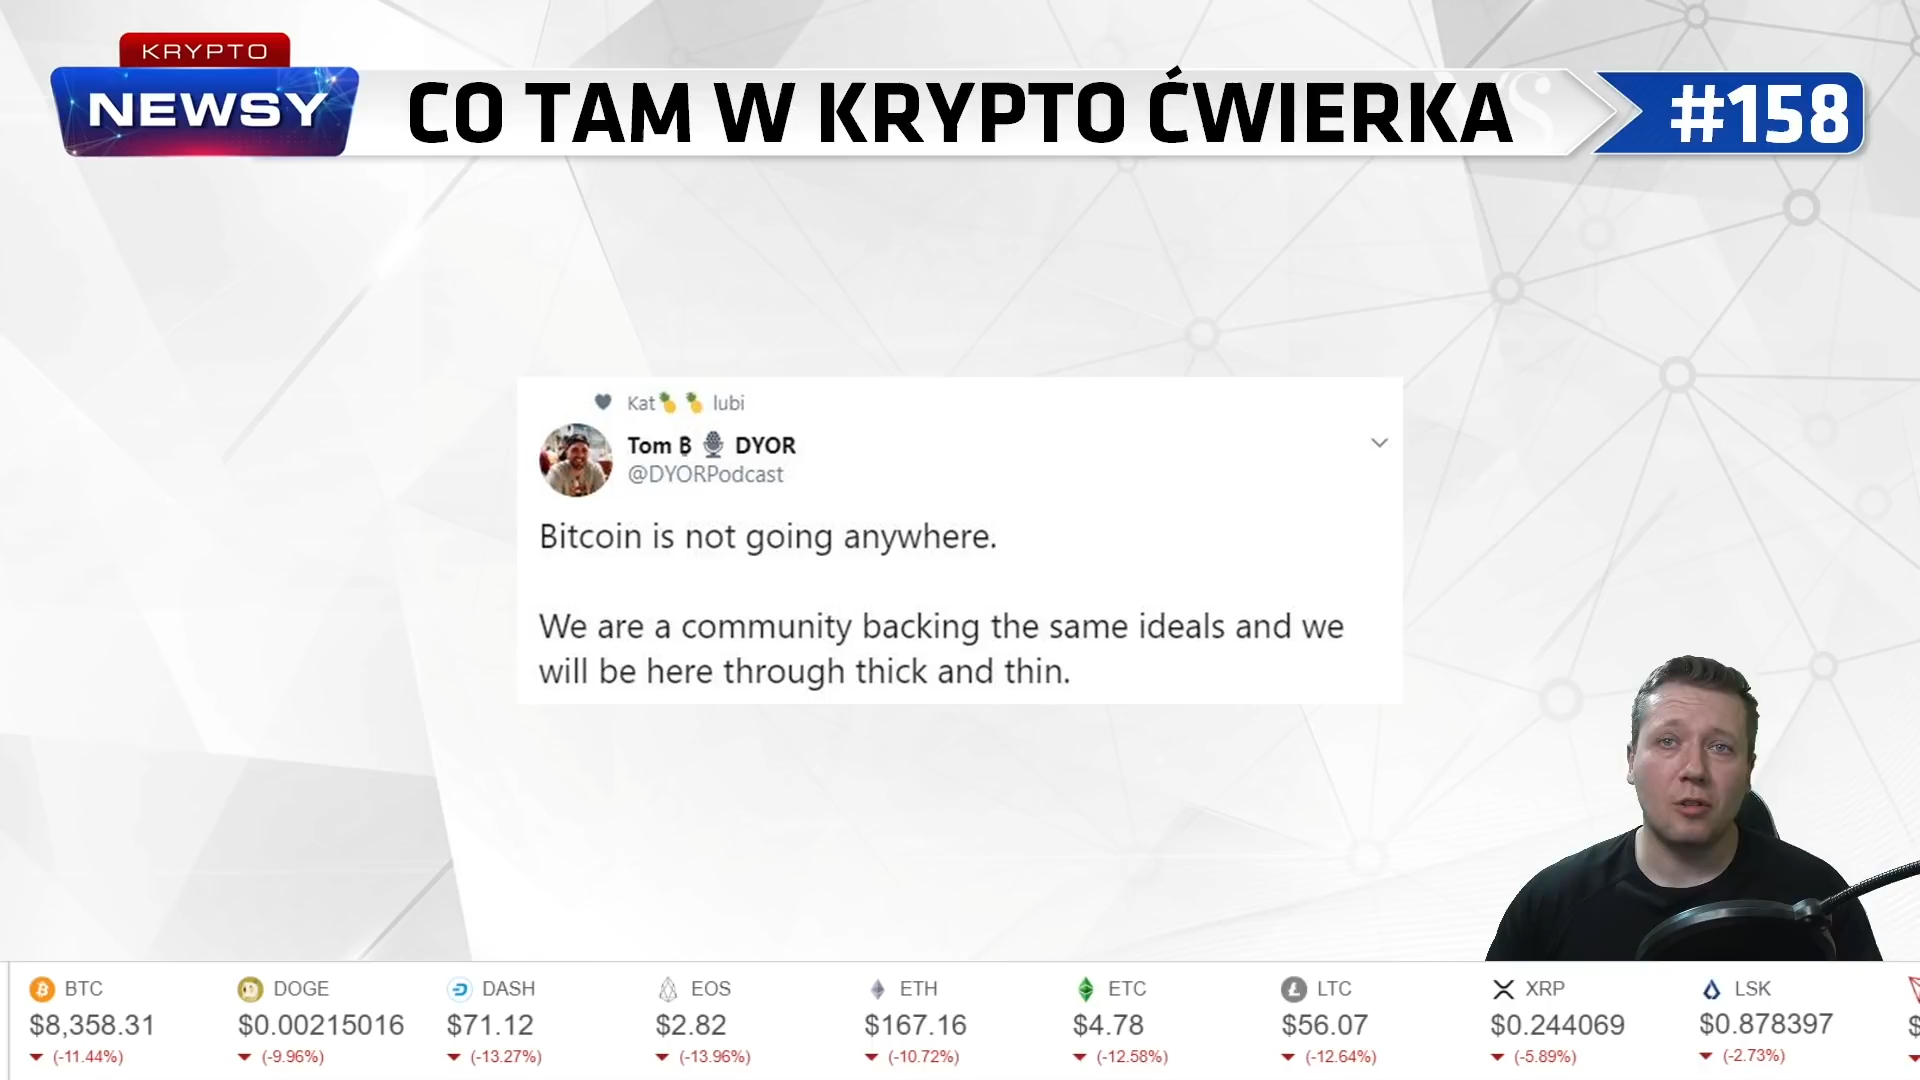 KRYPTO
NEWSY
CO TAM W KRYPTO ĆWIERKA
#158
Kat🍍 🍍 lubi
Tom ₿ 🎙 DYOR
@DYORPodcast
Bitcoin is not going anywhere.
We are a community backing the same ideals and we
will be here through thick and thin.
BTC DOGE DASH EOS ETH ETC LTC XRP LSK
$8,358.31 $0.00215016 $71.12 $2.82 $167.16 $4.78 $56.07 $0.244069 $0.878397 $
(-11.44%) (-9.96%) (-13.27%) (-13.96%) (-10.72%) (-12.58%) (-12.64%) (-5.89%) (-2.73%)